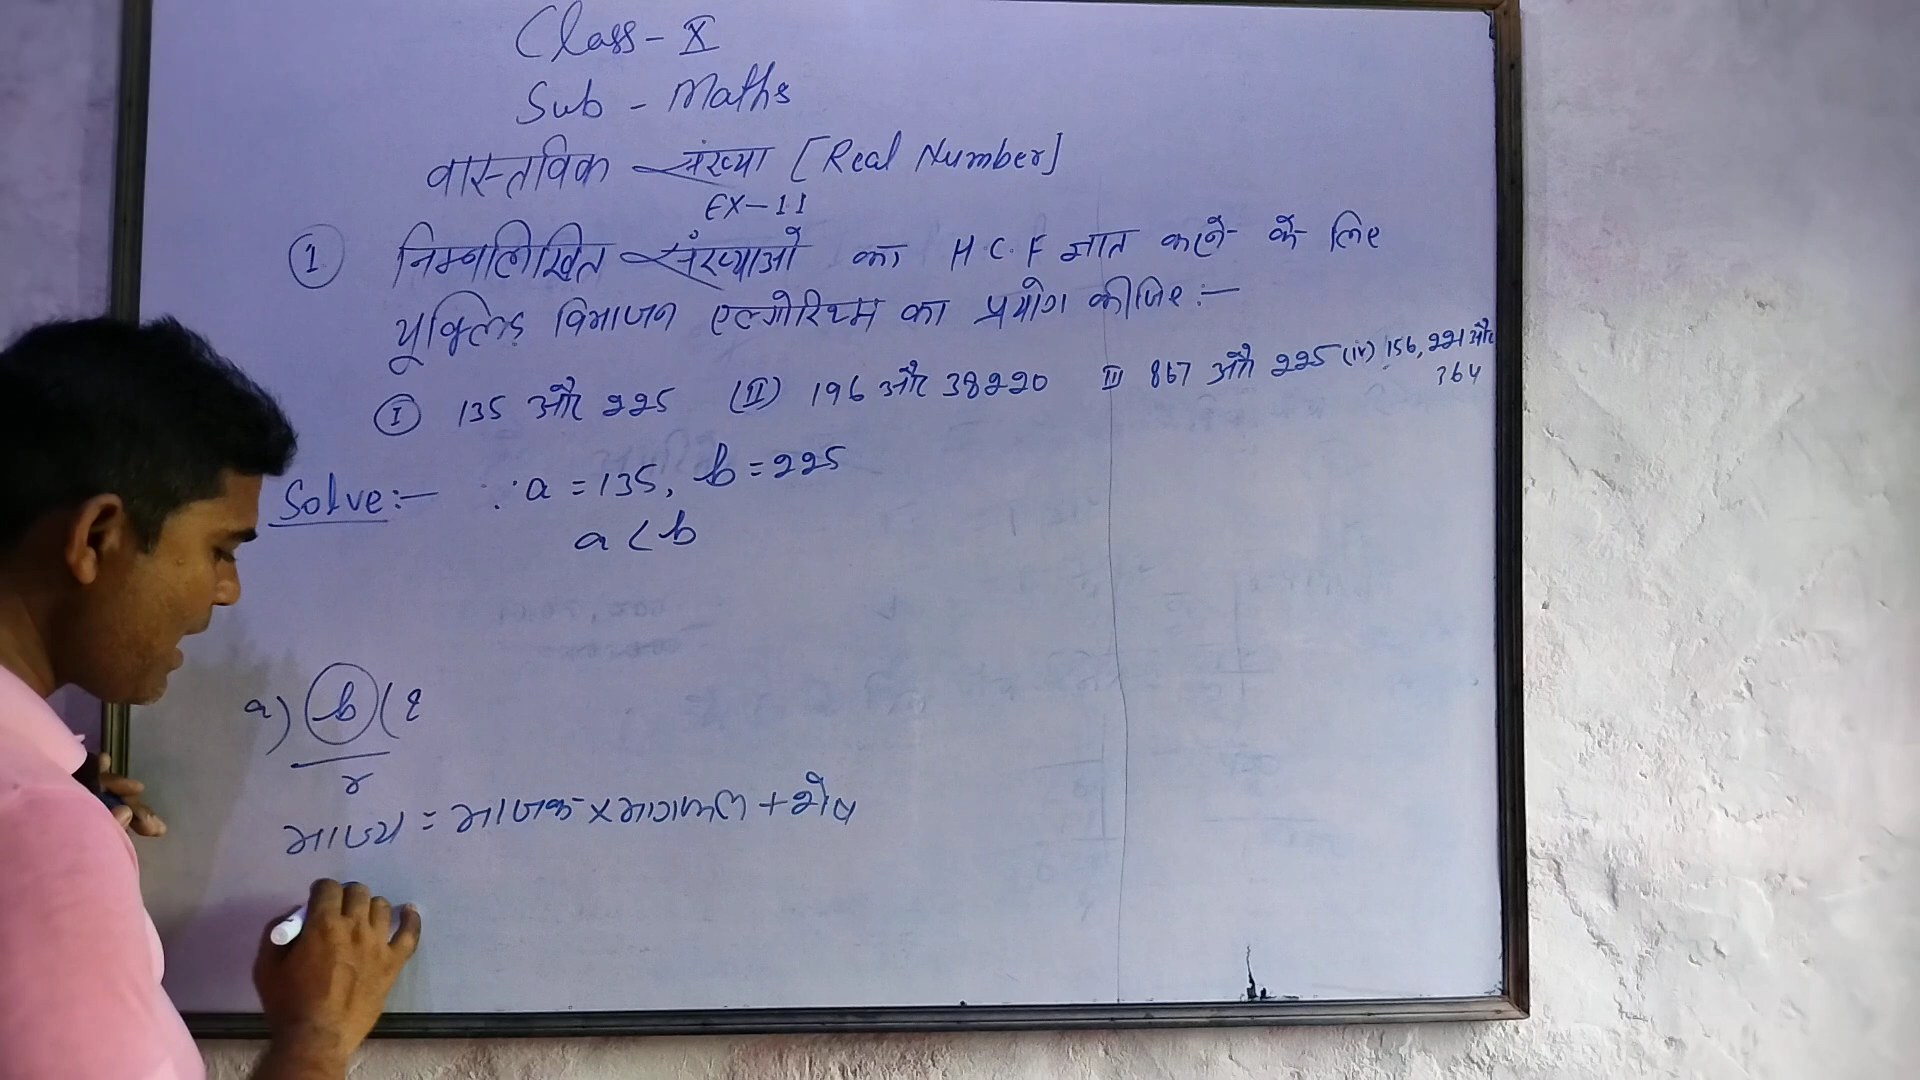 Class - X
Sub - Maths
वास्तविक संख्या [Real Number]
EX-1.1
1 निम्नलिखित संख्याओं का H.C.F ज्ञात करने के लिए
यूक्लिड विभाजन एल्गोरिथ्म का प्रयोग कीजिए:-
I 135 और 225 (II) 196 और 38220 III 867 और 225 (iv) 156, 221 और
364
Solve:- ∵ a = 135, b = 225
a < b
a) b (q
r
भाज्य = भाजक × भागफल + शेष